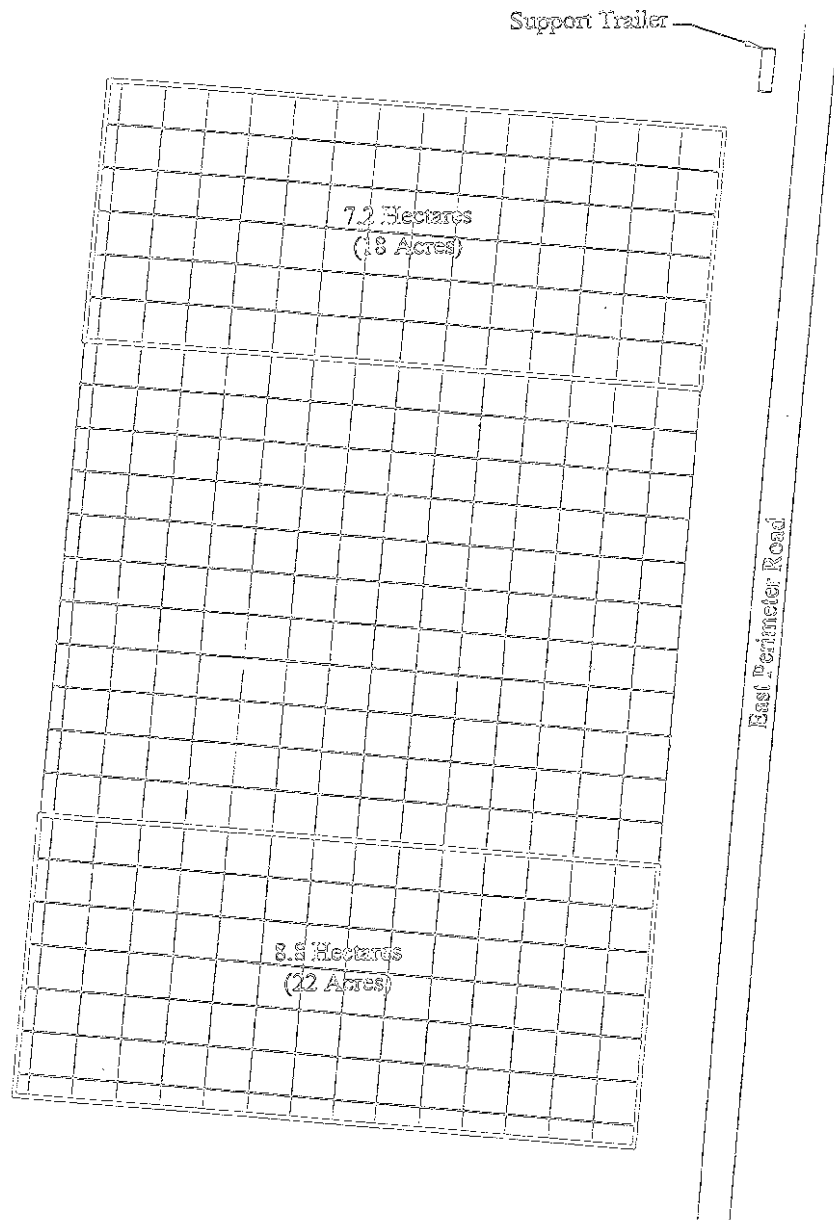 Support Trailer
7.2 Hectares
(18 Acres)
East Perimeter Road
8.8 Hectares
(22 Acres)